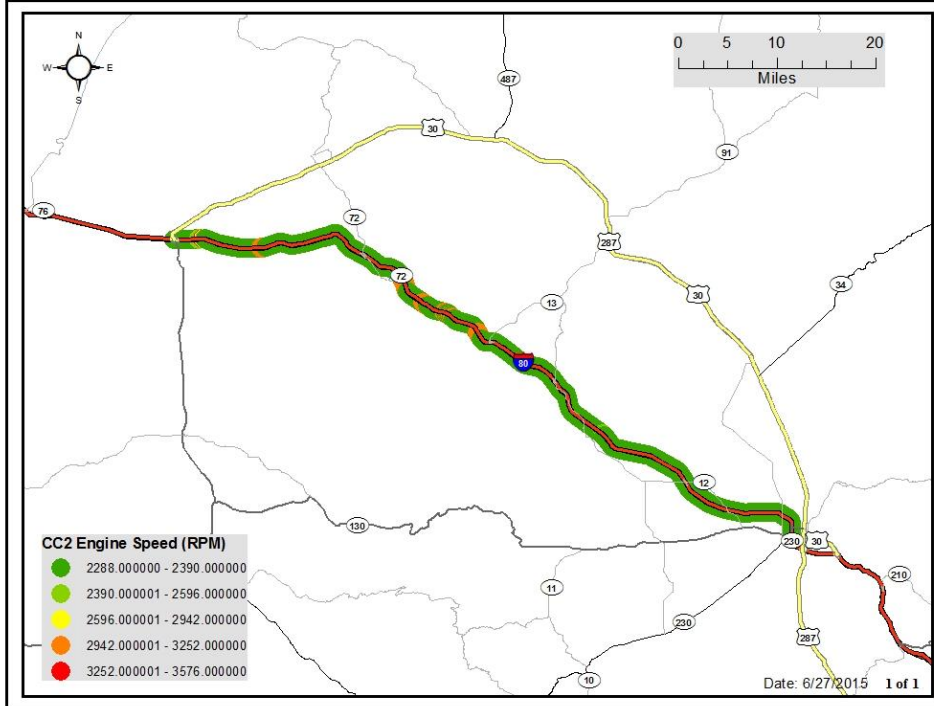 N
W E
S
0 5 10 20
Miles
487
30
91
76
72
287
72
30
34
13
80
12
130
230
30
CC2 Engine Speed (RPM)
2288.000000 - 2390.000000
2390.000001 - 2596.000000
2596.000001 - 2942.000000
2942.000001 - 3252.000000
3252.000001 - 3576.000000
11
210
230
287
10
Date: 6/27/2015 1 of 1